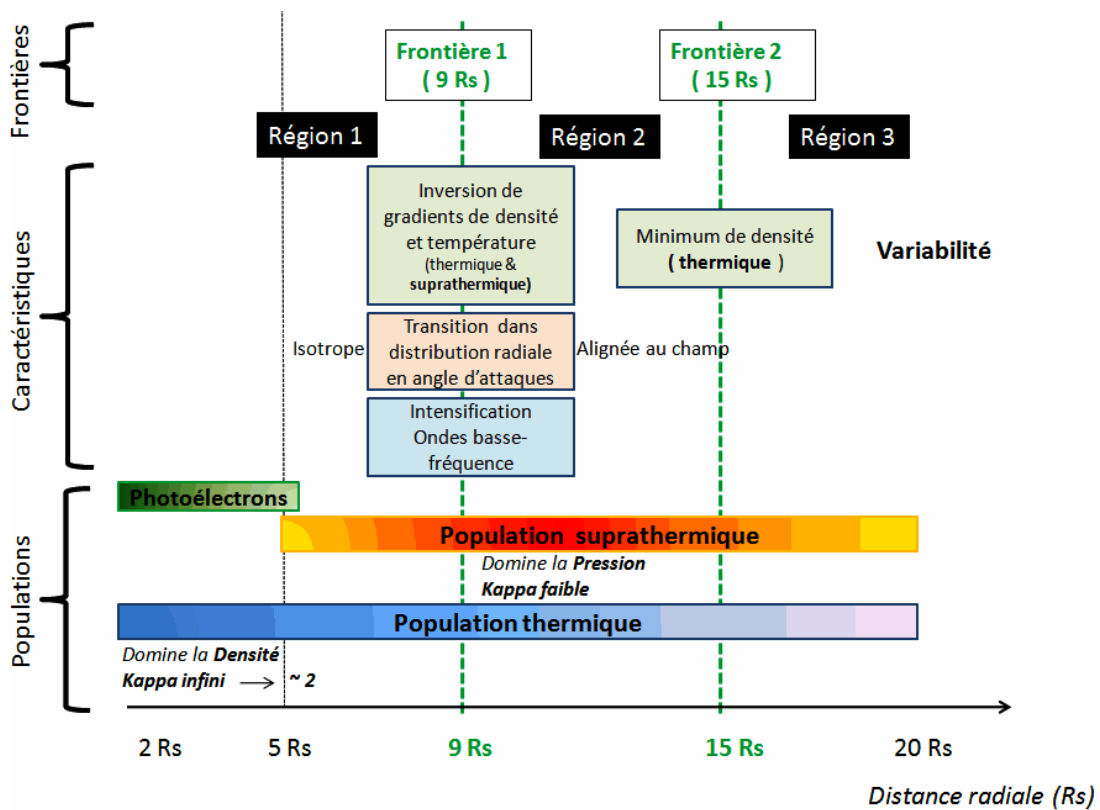 Frontières
Frontière 1
( 9 Rs )
Frontière 2
( 15 Rs )
Région 1
Région 2
Région 3
Caractéristiques
Inversion de
gradients de densité
et température
(thermique &
suprathermique)
Minimum de densité
( thermique )
Variabilité
Isotrope
Transition dans
distribution radiale
en angle d'attaques
Alignée au champ
Intensification
Ondes basse-
fréquence
Populations
Photoélectrons
Population suprathermique
Domine la Pression
Kappa faible
Population thermique
Domine la Densité
Kappa infini → ~ 2
2 Rs
5 Rs
9 Rs
15 Rs
20 Rs
Distance radiale (Rs)